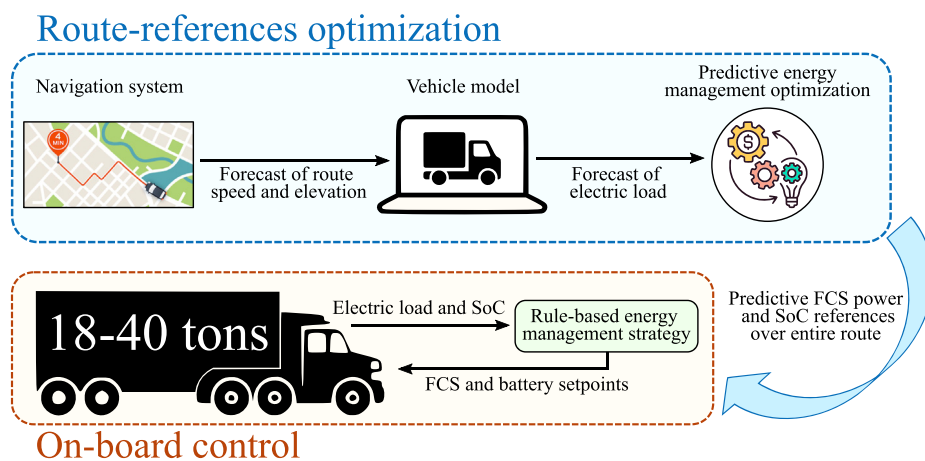 Route-references optimization
Navigation system
4
MIN
Forecast of route
speed and elevation
Vehicle model
Forecast of
electric load
Predictive energy
management optimization
$
Predictive FCS power
and SoC references
over entire route
18-40 tons
Electric load and SoC
Rule-based energy
management strategy
FCS and battery setpoints
On-board control